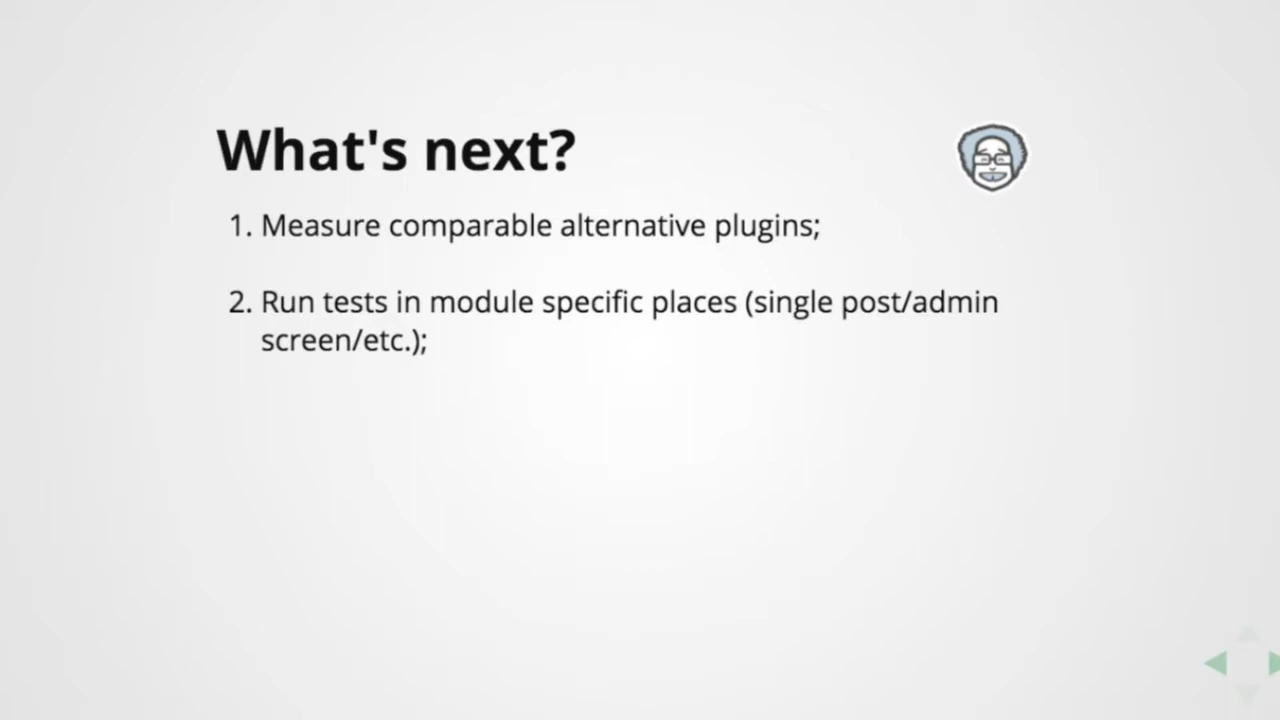 What's next?
1. Measure comparable alternative plugins;
2. Run tests in module specific places (single post/admin
screen/etc.);